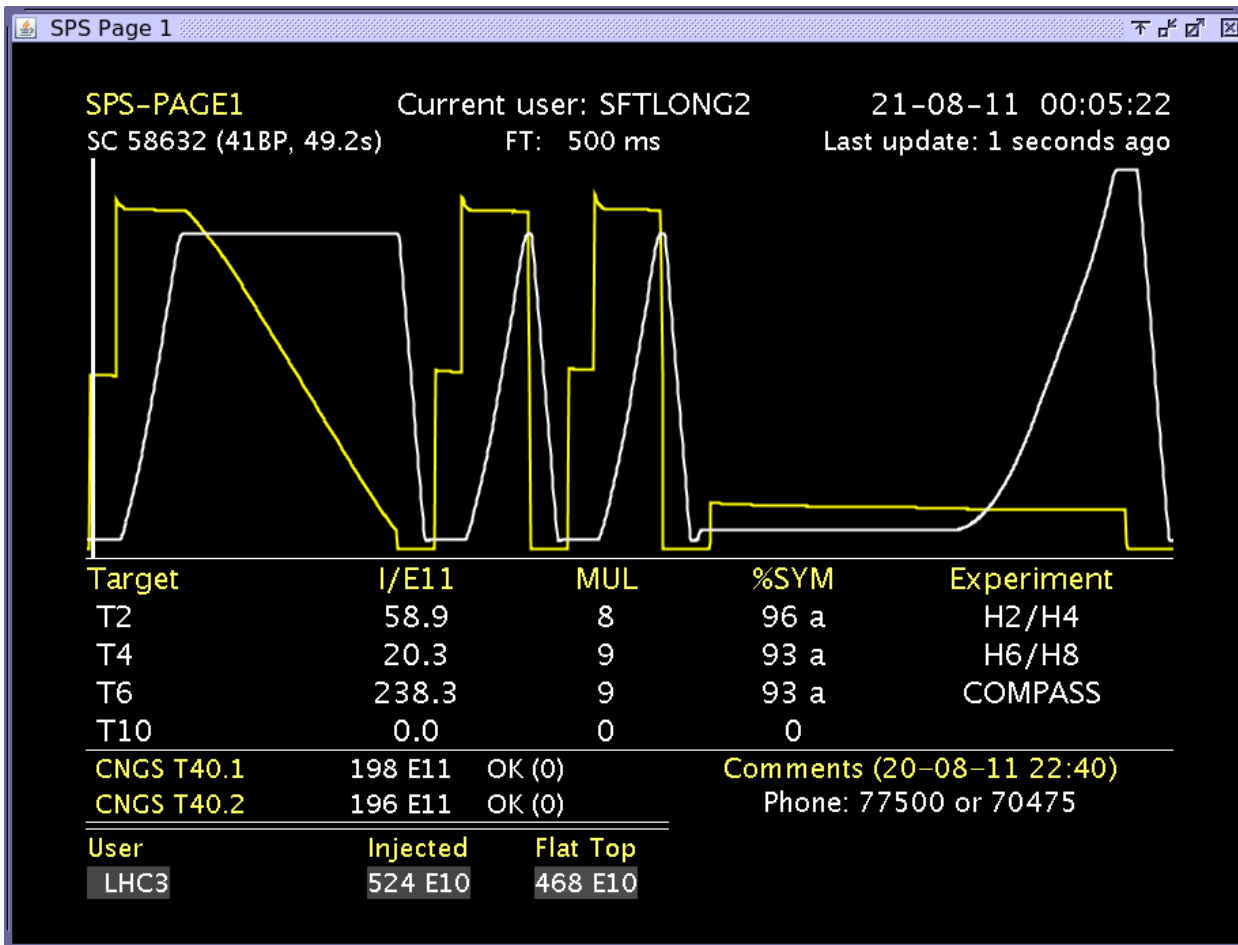 SPS Page 1
SPS-PAGE1 Current user: SFTLONG2 21-08-11 00:05:22
SC 58632 (41BP, 49.2s) FT: 500 ms Last update: 1 seconds ago
Target I/E11 MUL %SYM Experiment
T2 58.9 8 96 a H2/H4
T4 20.3 9 93 a H6/H8
T6 238.3 9 93 a COMPASS
T10 0.0 0 0
CNGS T40.1 198 E11 OK (0) Comments (20-08-11 22:40)
CNGS T40.2 196 E11 OK (0) Phone: 77500 or 70475
User Injected Flat Top
LHC3 524 E10 468 E10